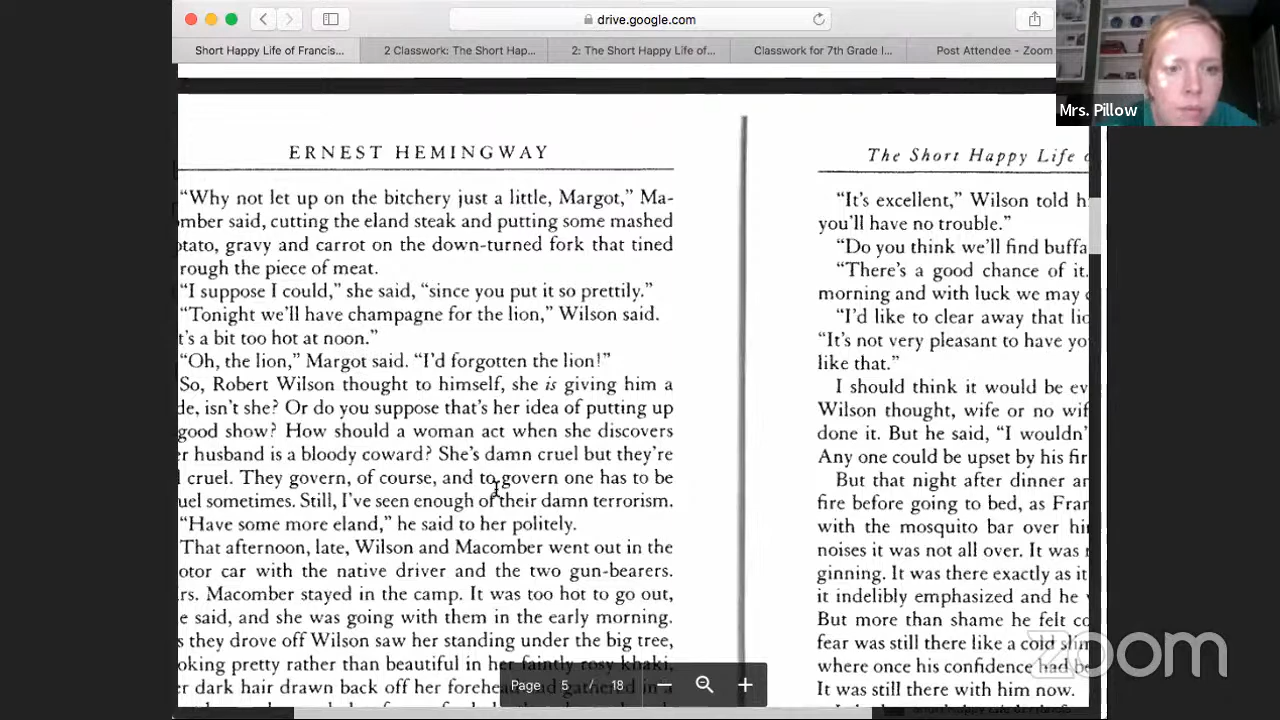 drive.google.com
Short Happy Life of Francis...
2 Classwork: The Short Hap...
2: The Short Happy Life of...
Classwork for 7th Grade I...
Post Attendee - Zoom
Mrs. Pillow
ERNEST HEMINGWAY
“Why not let up on the bitchery just a little, Margot,” Ma-
omber said, cutting the eland steak and putting some mashed
otato, gravy and carrot on the down-turned fork that tined
rough the piece of meat.
“I suppose I could,” she said, “since you put it so prettily.”
“Tonight we’ll have champagne for the lion,” Wilson said.
t’s a bit too hot at noon.”
“Oh, the lion,” Margot said. “I’d forgotten the lion!”
So, Robert Wilson thought to himself, she is giving him a
de, isn’t she? Or do you suppose that’s her idea of putting up
good show? How should a woman act when she discovers
r husband is a bloody coward? She’s damn cruel but they’re
l cruel. They govern, of course, and to govern one has to be
uel sometimes. Still, I’ve seen enough of their damn terrorism.
“Have some more eland,” he said to her politely.
That afternoon, late, Wilson and Macomber went out in the
otor car with the native driver and the two gun-bearers.
rs. Macomber stayed in the camp. It was too hot to go out,
e said, and she was going with them in the early morning.
s they drove off Wilson saw her standing under the big tree,
oking pretty rather than beautiful in her faintly rosy khaki,
er dark hair drawn back off her forehead and gathered in a
The Short Happy Life o
“It’s excellent,” Wilson told h
you’ll have no trouble.”
“Do you think we’ll find buffa
“There’s a good chance of it.
morning and with luck we may c
“I’d like to clear away that lio
“It’s not very pleasant to have yo
like that.”
I should think it would be ev
Wilson thought, wife or no wif
done it. But he said, “I wouldn’
Any one could be upset by his fir
But that night after dinner an
fire before going to bed, as Fran
with the mosquito bar over hi
noises it was not all over. It was
ginning. It was there exactly as it
it indelibly emphasized and he
But more than shame he felt co
fear was still there like a cold slim
where once his confidence had be
It was still there with him now.
Page 5 / 18
zoom